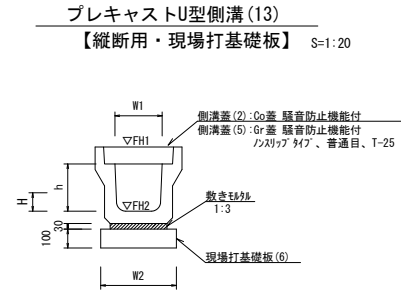 プレキャストU型側溝(13)
【縦断用・現場打基礎板】 S=1:20
W1
側溝蓋(2):Co蓋 騒音防止機能付
側溝蓋(5):Gr蓋 騒音防止機能付
ﾉﾝｽﾘｯﾌﾟﾀｲﾌﾟ、普通目、T-25
▽FH1
h
H
▽FH2
敷きﾓﾙﾀﾙ
1:3
30
100
現場打基礎板(6)
W2